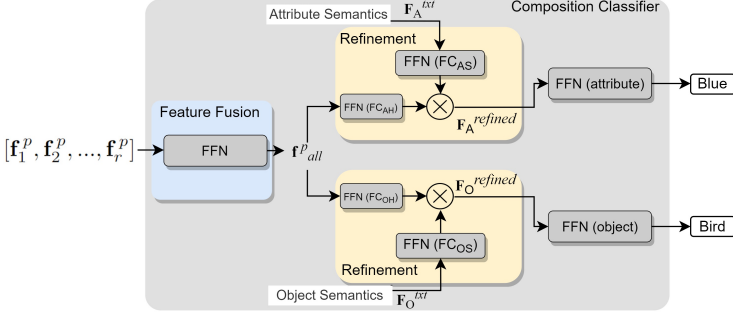 Composition Classifier
Attribute Semantics
F_A^txt
Refinement
FFN (FC_AS)
FFN (FC_AH)
F_A^refined
FFN (attribute)
Blue
Feature Fusion
[f_1^p, f_2^p, ..., f_r^p]
FFN
f^p_all
FFN (FC_OH)
F_O^refined
FFN (object)
Bird
FFN (FC_OS)
Refinement
Object Semantics
F_O^txt